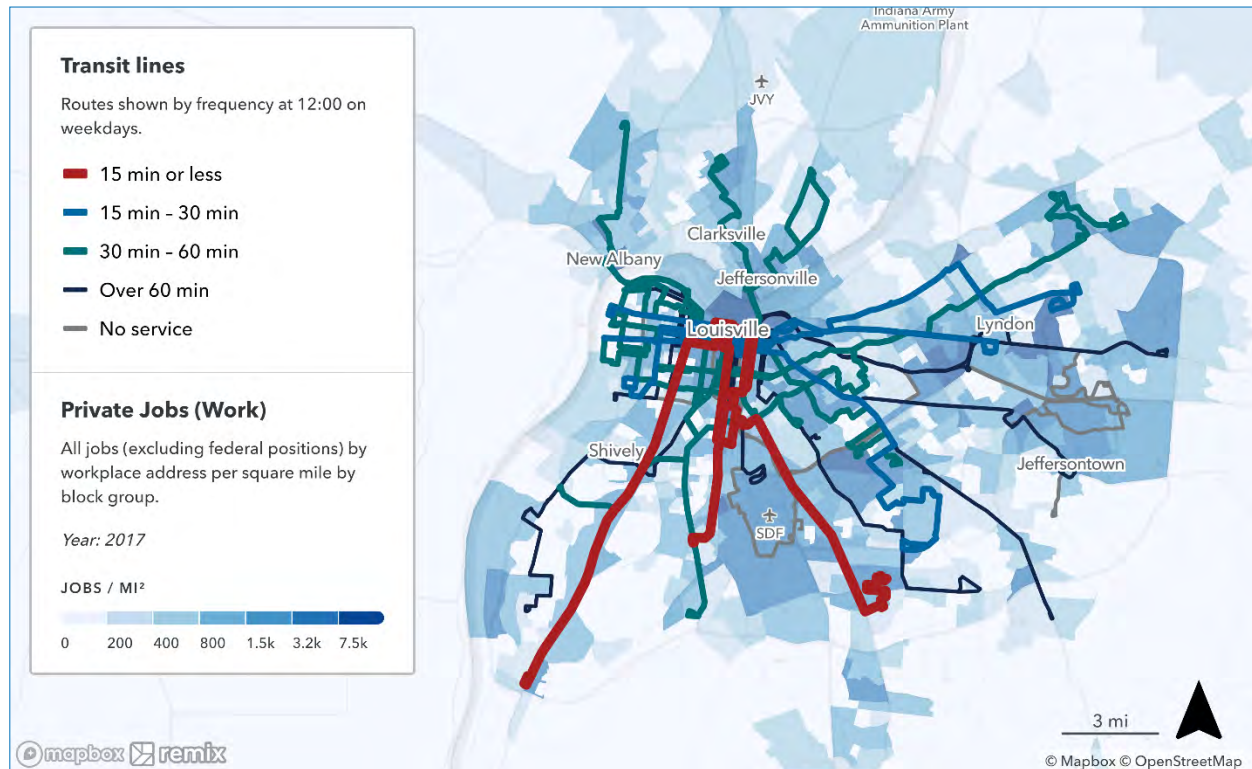 Transit lines
Routes shown by frequency at 12:00 on
weekdays.
15 min or less
15 min – 30 min
30 min – 60 min
Over 60 min
No service
Private Jobs (Work)
All jobs (excluding federal positions) by
workplace address per square mile by
block group.
Year: 2017
JOBS / MI²
0 200 400 800 1.5k 3.2k 7.5k
Indiana Army
Ammunition Plant
JVY
Clarksville
New Albany
Jeffersonville
Louisville
Lyndon
Shively
Jeffersontown
SDF
3 mi
mapbox remix
© Mapbox © OpenStreetMap